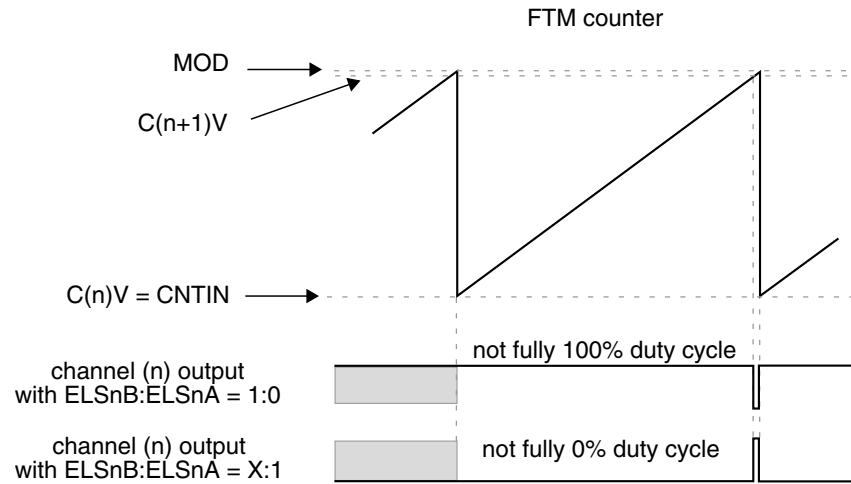 FTM counter
MOD
C(n+1)V
C(n)V = CNTIN
not fully 100% duty cycle
channel (n) output
with ELSnB:ELSnA = 1:0
channel (n) output
with ELSnB:ELSnA = X:1
not fully 0% duty cycle